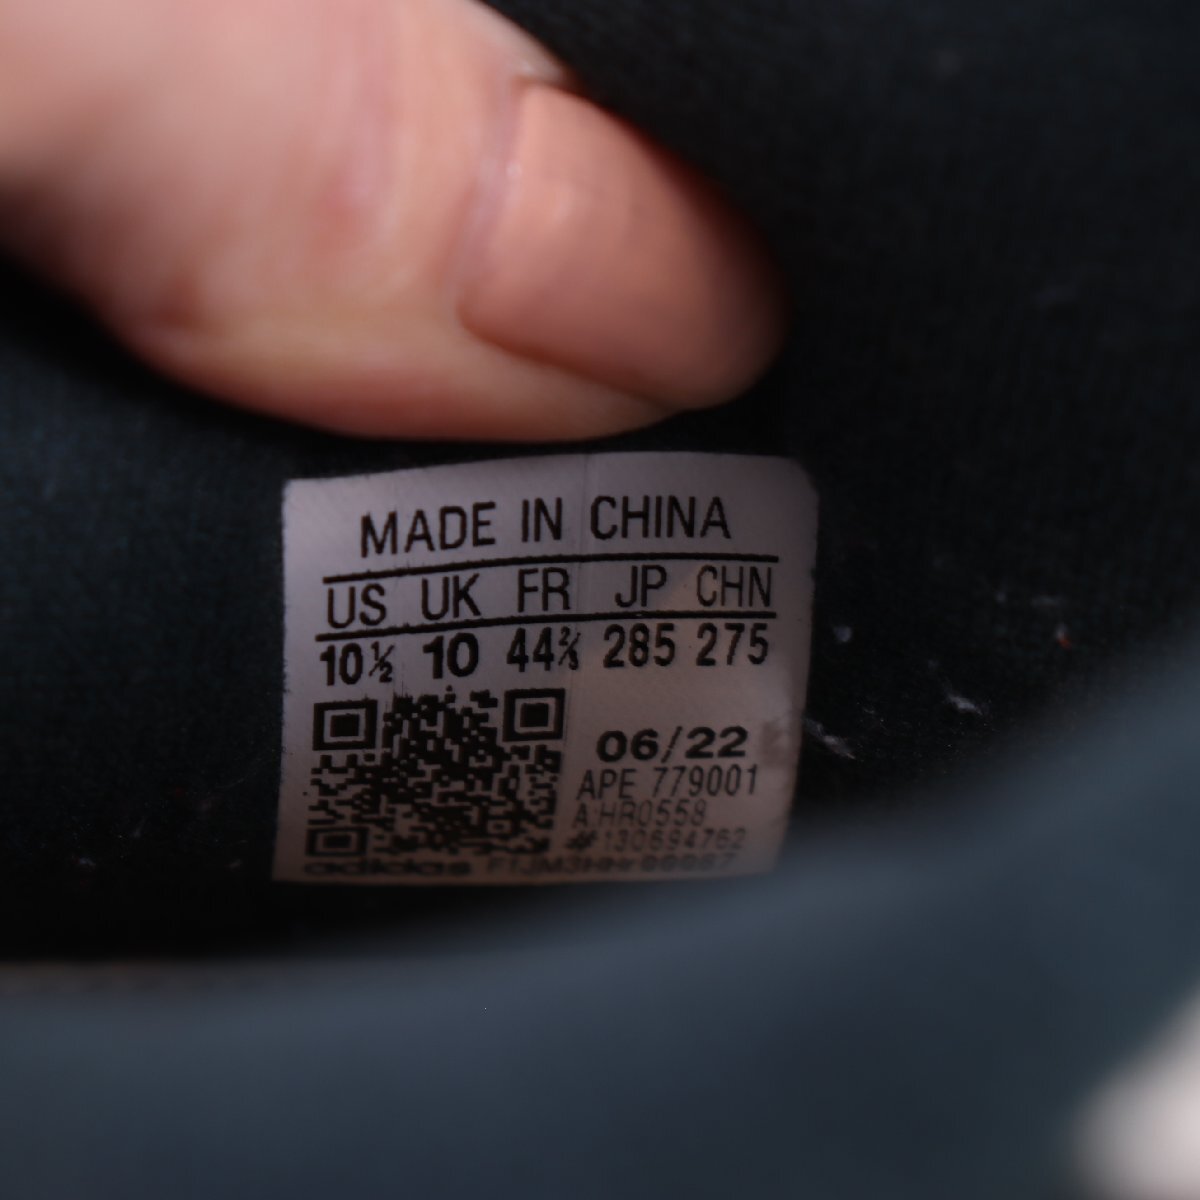 MADE IN CHINA
US UK FR JP CHN
10½ 10 44⅔ 285 275
06/22
APE 779001
A:HR0558
#130694762
adidas